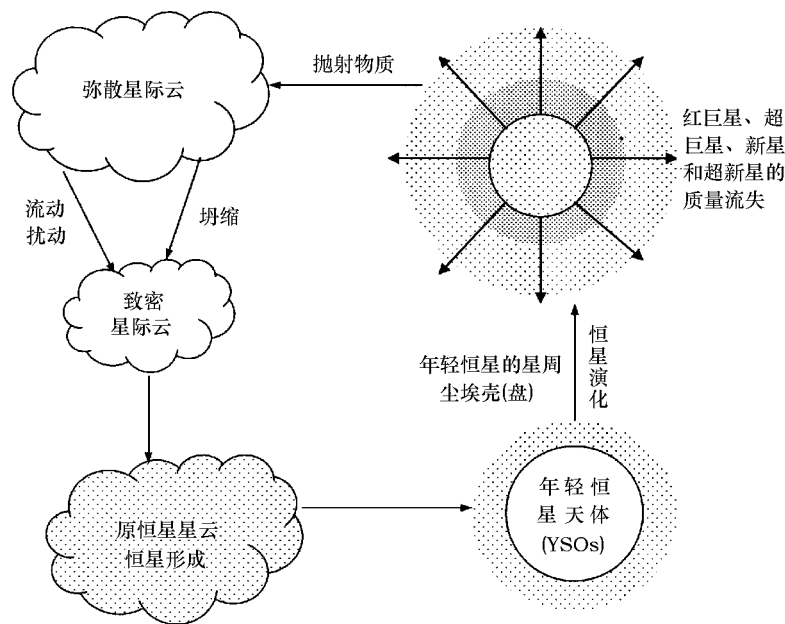 弥散星际云
抛射物质
红巨星、超
巨星、新星
和超新星的
质量流失
流动
扰动
坍缩
致密
星际云
年轻恒星的星周
尘埃壳(盘)
恒星演化
原恒星星云
恒星形成
年轻恒
星天体
(YSOs)